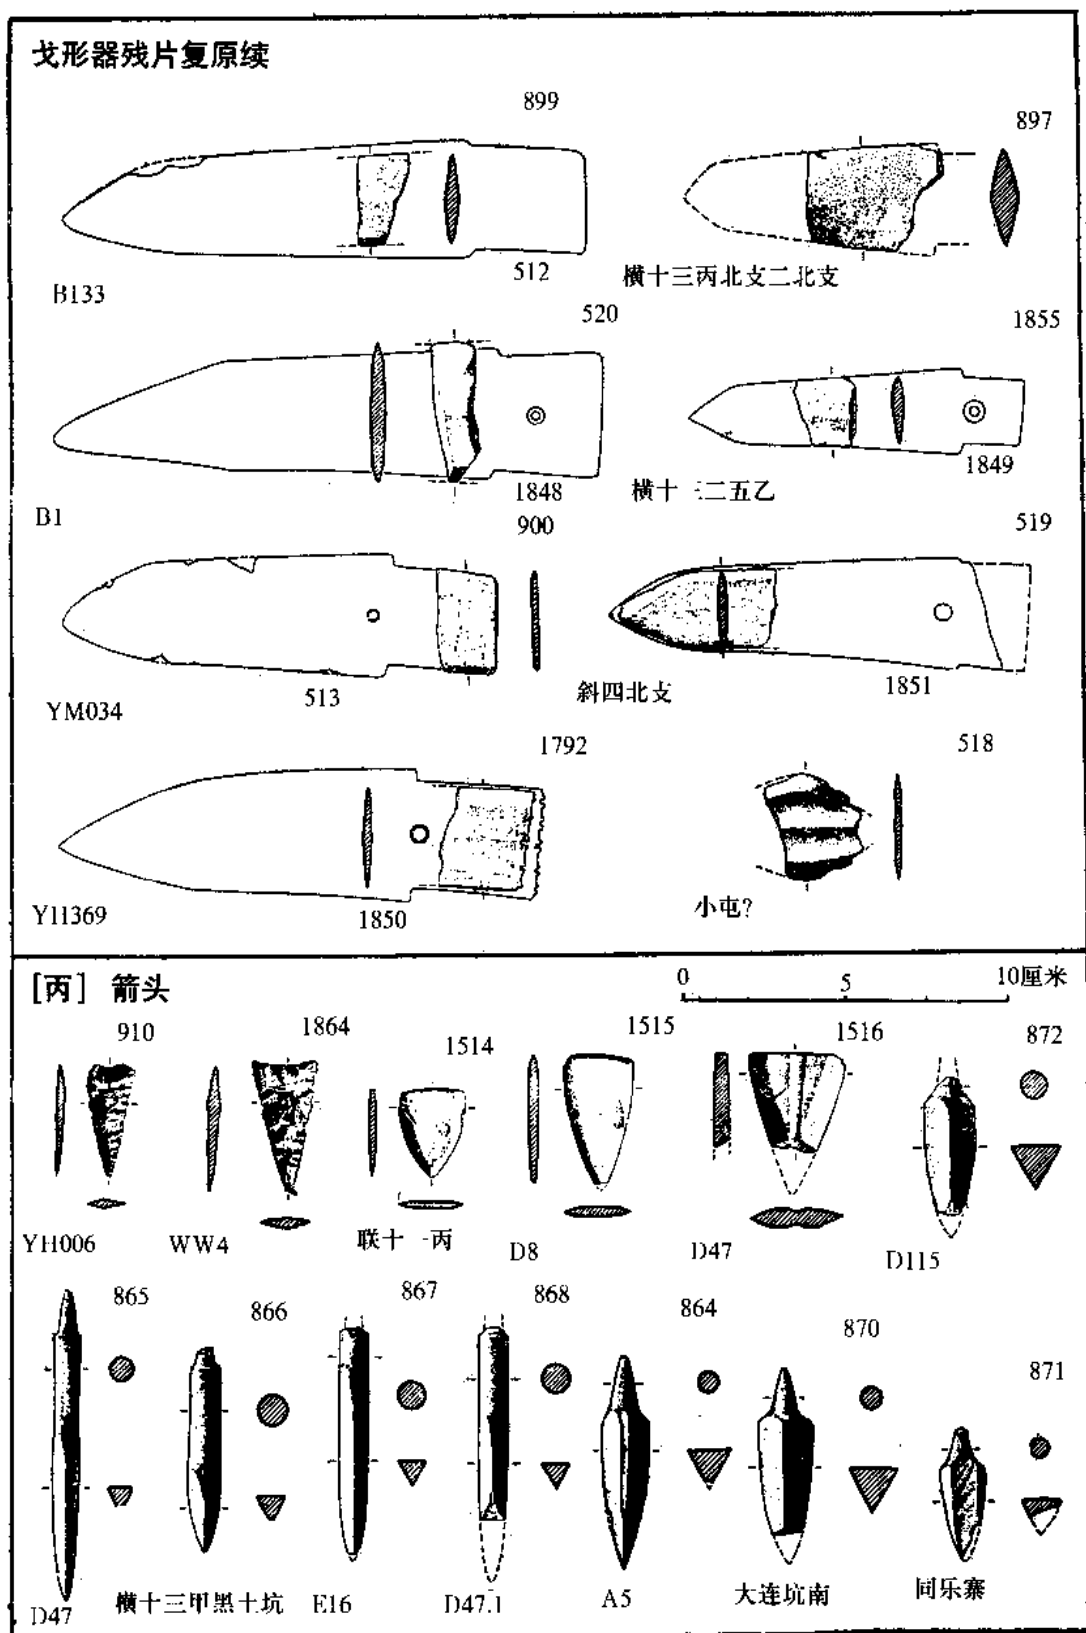 戈形器残片复原续
899
897
512
B133
横十三丙北支二北支
520
1855
1848
1849
B1
横十三二五乙
900
519
513
1851
YM034
斜四北支
1792
518
1850
YH369
小屯?
[丙] 箭头
0 5 10厘米
910 1864 1514 1515 1516 872
YH006 WW4 联十一丙 D8 D47 D115
865 866 867 868 864 870 871
D47 横十三甲黑土坑 E16 D47.1 A5 大连坑南 同乐寨